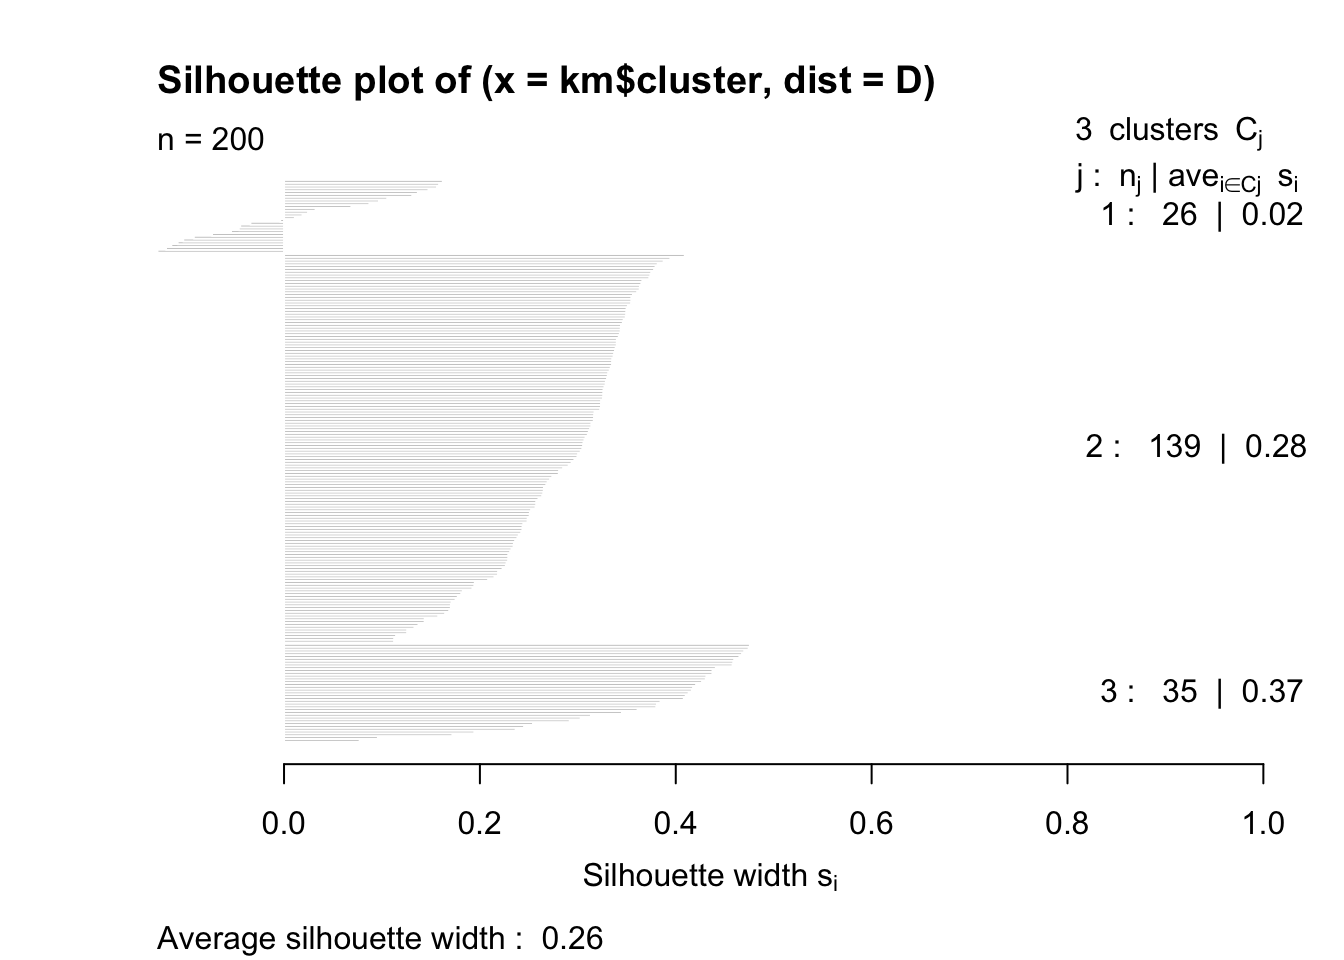 Silhouette plot of (x = km$cluster, dist = D)
n = 200
3 clusters Cj
j : nj | avei∈Cj si
1 : 26 | 0.02
2 : 139 | 0.28
3 : 35 | 0.37
0.0 0.2 0.4 0.6 0.8 1.0
Silhouette width si
Average silhouette width : 0.26